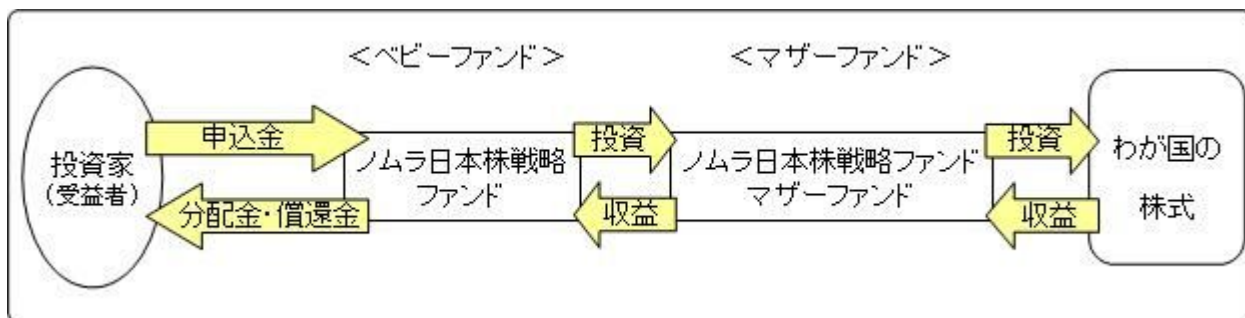 ＜ベビーファンド＞
＜マザーファンド＞
申込金
投資
投資
投資家
（受益者）
ノムラ日本株戦略
ファンド
ノムラ日本株戦略ファンド
マザーファンド
わが国の
株式
分配金・償還金
収益
収益